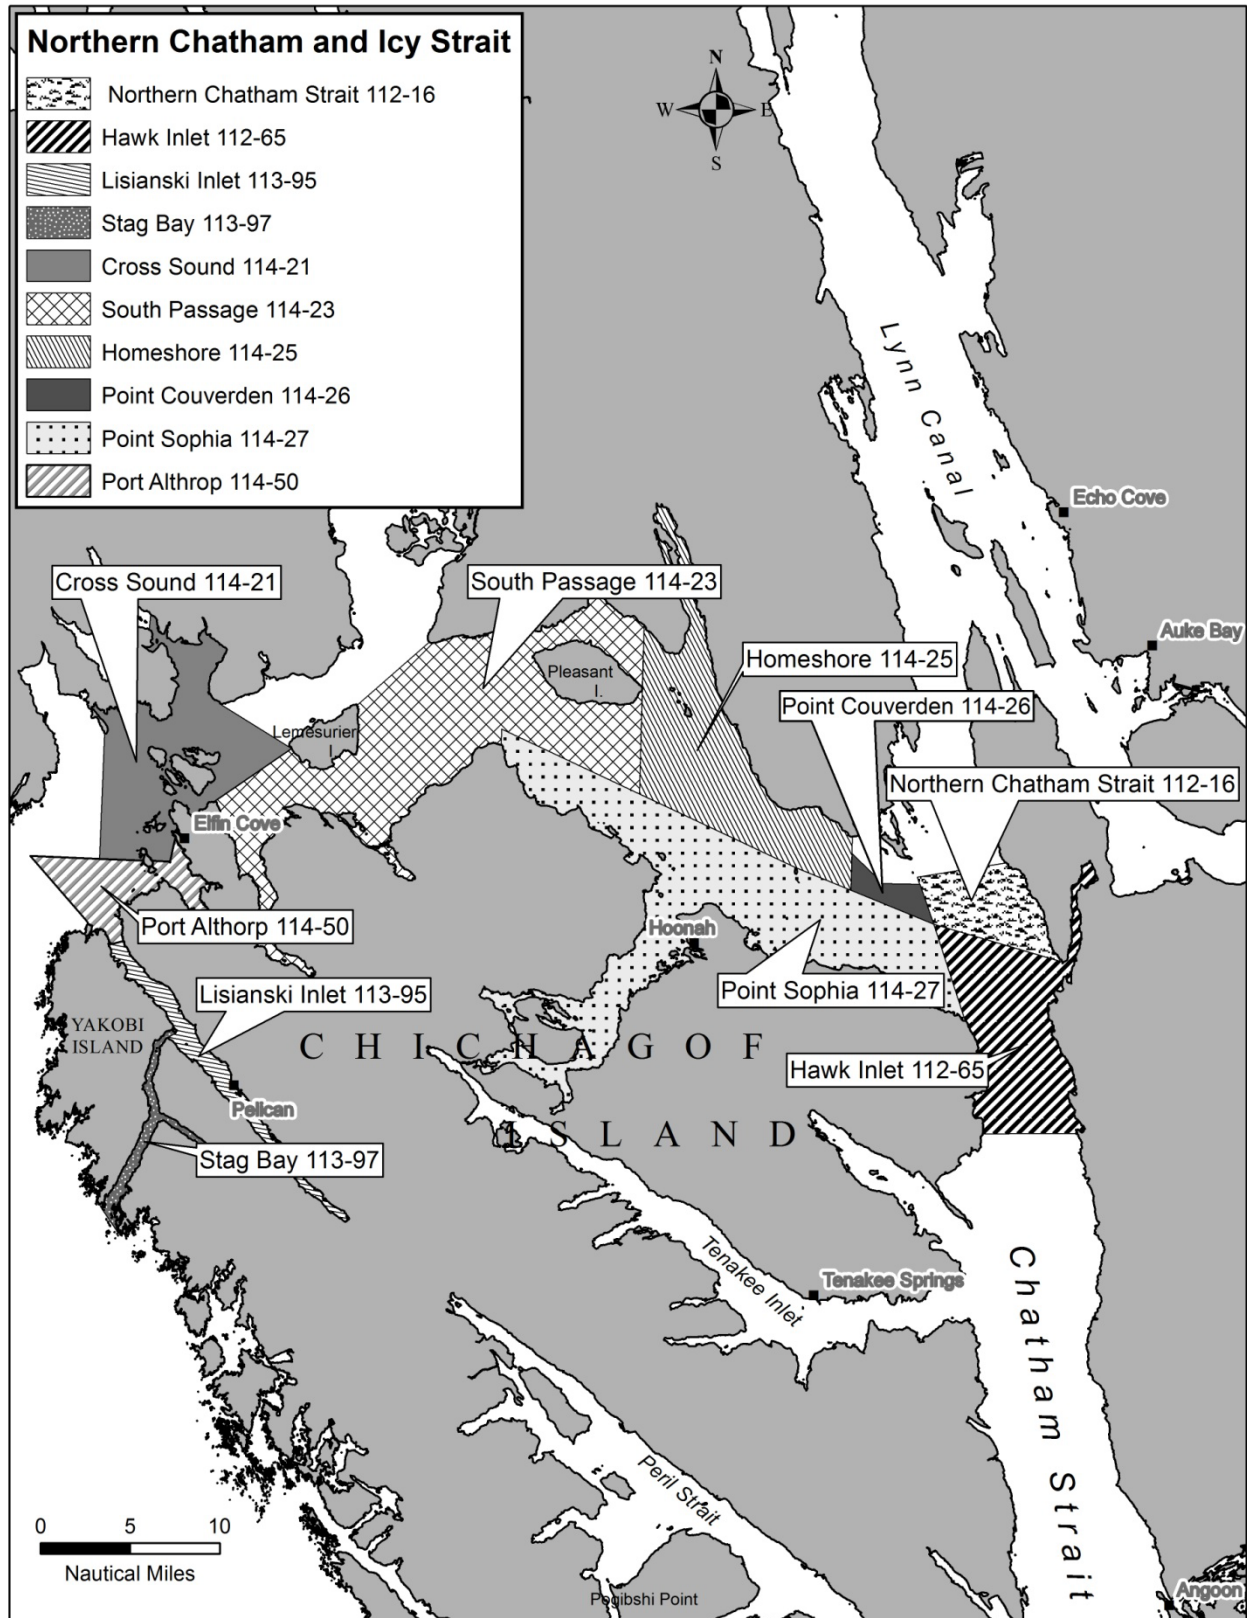 Northern Chatham and Icy Strait
Northern Chatham Strait 112-16
Hawk Inlet 112-65
Lisianski Inlet 113-95
Stag Bay 113-97
Cross Sound 114-21
South Passage 114-23
Homeshore 114-25
Point Couverden 114-26
Point Sophia 114-27
Port Althrop 114-50
N
W
E
S
Lynn Canal
Echo Cove
Cross Sound 114-21
South Passage 114-23
Auke Bay
Homeshore 114-25
Pleasant
I.
Point Couverden 114-26
Lemesurier
I.
Northern Chatham Strait 112-16
Elfin Cove
Port Althorp 114-50
Hoonah
Lisianski Inlet 113-95
Point Sophia 114-27
YAKOBI
ISLAND
CHICHAGOF
ISLAND
Hawk Inlet 112-65
Pelican
Stag Bay 113-97
Tenakee Inlet
Tenakee Springs
Chatham Strait
Peril Strait
0 5 10
Nautical Miles
Pogibshi Point
Angoon